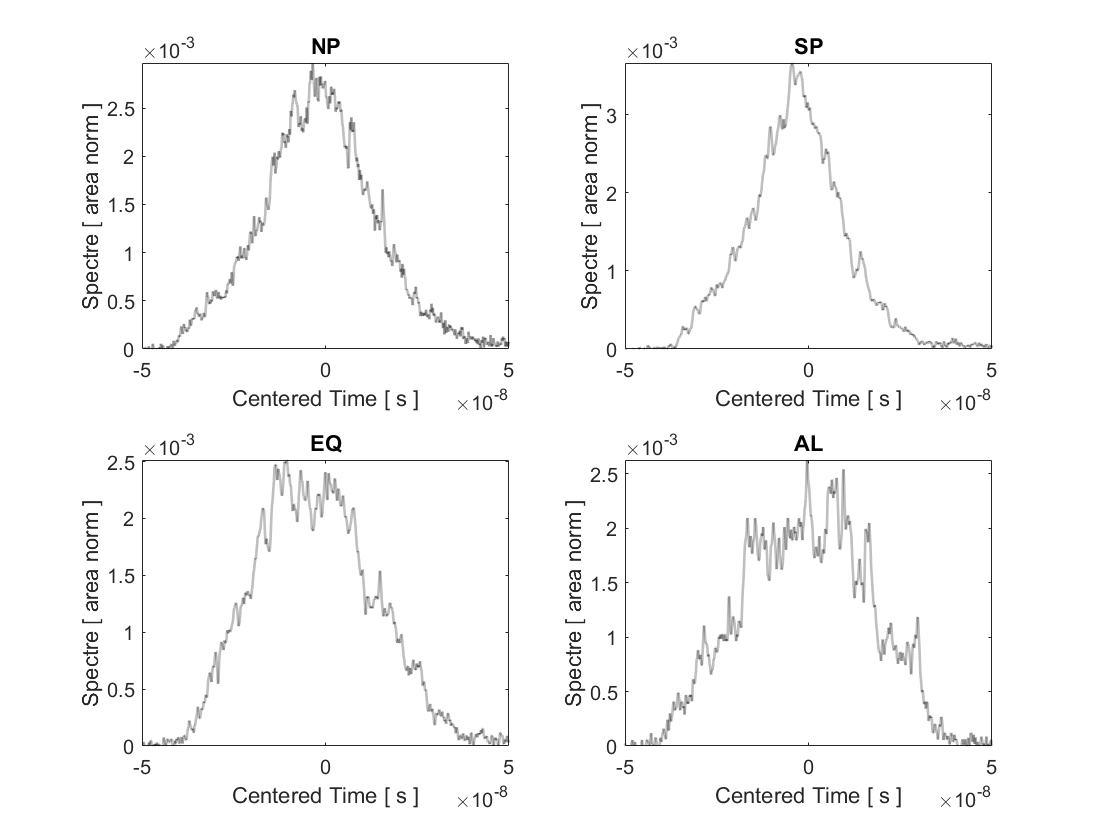 NP
×10-3
Spectre [ area norm ]
2.5
2
1.5
1
0.5
0
-5 0 5
Centered Time [ s ]
×10-8
SP
×10-3
Spectre [ area norm ]
3
2
1
0
-5 0 5
Centered Time [ s ]
×10-8
EQ
×10-3
Spectre [ area norm ]
2.5
2
1.5
1
0.5
0
-5 0 5
Centered Time [ s ]
×10-8
AL
×10-3
Spectre [ area norm ]
2.5
2
1.5
1
0.5
0
-5 0 5
Centered Time [ s ]
×10-8